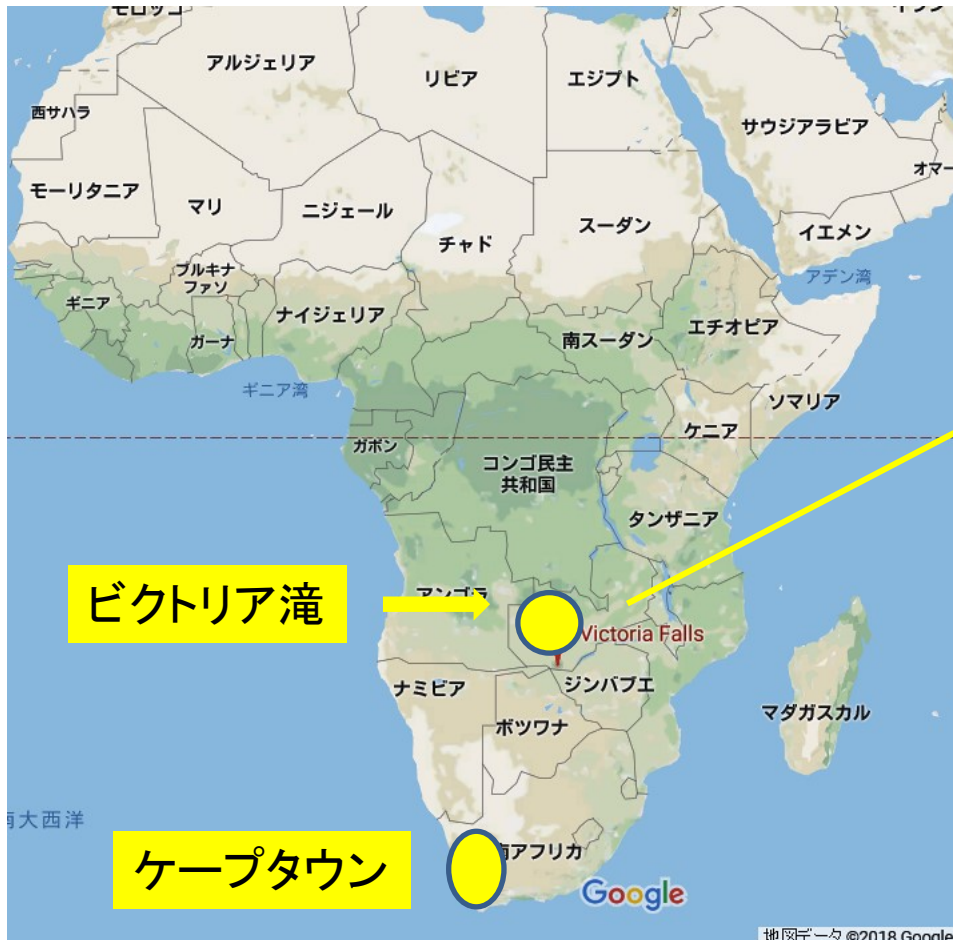 モロッコ
アルジェリア
リビア
エジプト
西サハラ
サウジアラビア
オマー
モーリタニア
マリ
ニジェール
チャド
スーダン
イエメン
アデン湾
ブルキナ
ファソ
ギニア
ナイジェリア
ガーナ
南スーダン
エチオピア
ギニア湾
ソマリア
ケニア
ガボン
コンゴ民主
共和国
タンザニア
ビクトリア滝
アンゴラ
Victoria Falls
ナミビア
ジンバブエ
マダガスカル
ボツワナ
南大西洋
ケープタウン
南アフリカ
Google
地図データ ©2018 Google